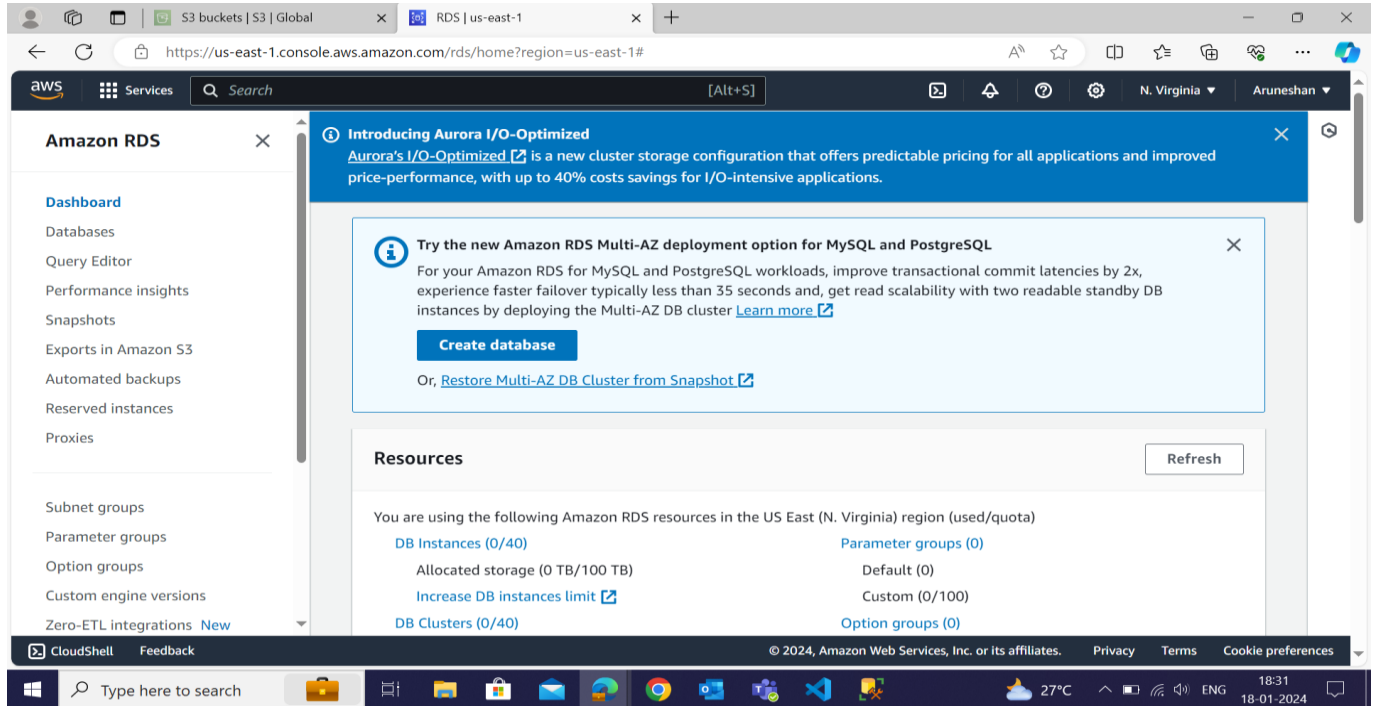 S3 buckets | S3 | Global
RDS | us-east-1
https://us-east-1.console.aws.amazon.com/rds/home?region=us-east-1#
aws
Services
Search
[Alt+S]
N. Virginia
Aruneshan
Amazon RDS
Dashboard
Databases
Query Editor
Performance insights
Snapshots
Exports in Amazon S3
Automated backups
Reserved instances
Proxies
Subnet groups
Parameter groups
Option groups
Custom engine versions
Zero-ETL integrations New
Introducing Aurora I/O-Optimized
Aurora's I/O-Optimized is a new cluster storage configuration that offers predictable pricing for all applications and improved
price-performance, with up to 40% costs savings for I/O-intensive applications.
Try the new Amazon RDS Multi-AZ deployment option for MySQL and PostgreSQL
For your Amazon RDS for MySQL and PostgreSQL workloads, improve transactional commit latencies by 2x,
experience faster failover typically less than 35 seconds and, get read scalability with two readable standby DB
instances by deploying the Multi-AZ DB cluster Learn more
Create database
Or, Restore Multi-AZ DB Cluster from Snapshot
Resources
Refresh
You are using the following Amazon RDS resources in the US East (N. Virginia) region (used/quota)
DB Instances (0/40)
Allocated storage (0 TB/100 TB)
Increase DB instances limit
DB Clusters (0/40)
Parameter groups (0)
Default (0)
Custom (0/100)
Option groups (0)
CloudShell
Feedback
© 2024, Amazon Web Services, Inc. or its affiliates.
Privacy
Terms
Cookie preferences
Type here to search
27°C
ENG
18:31
18-01-2024